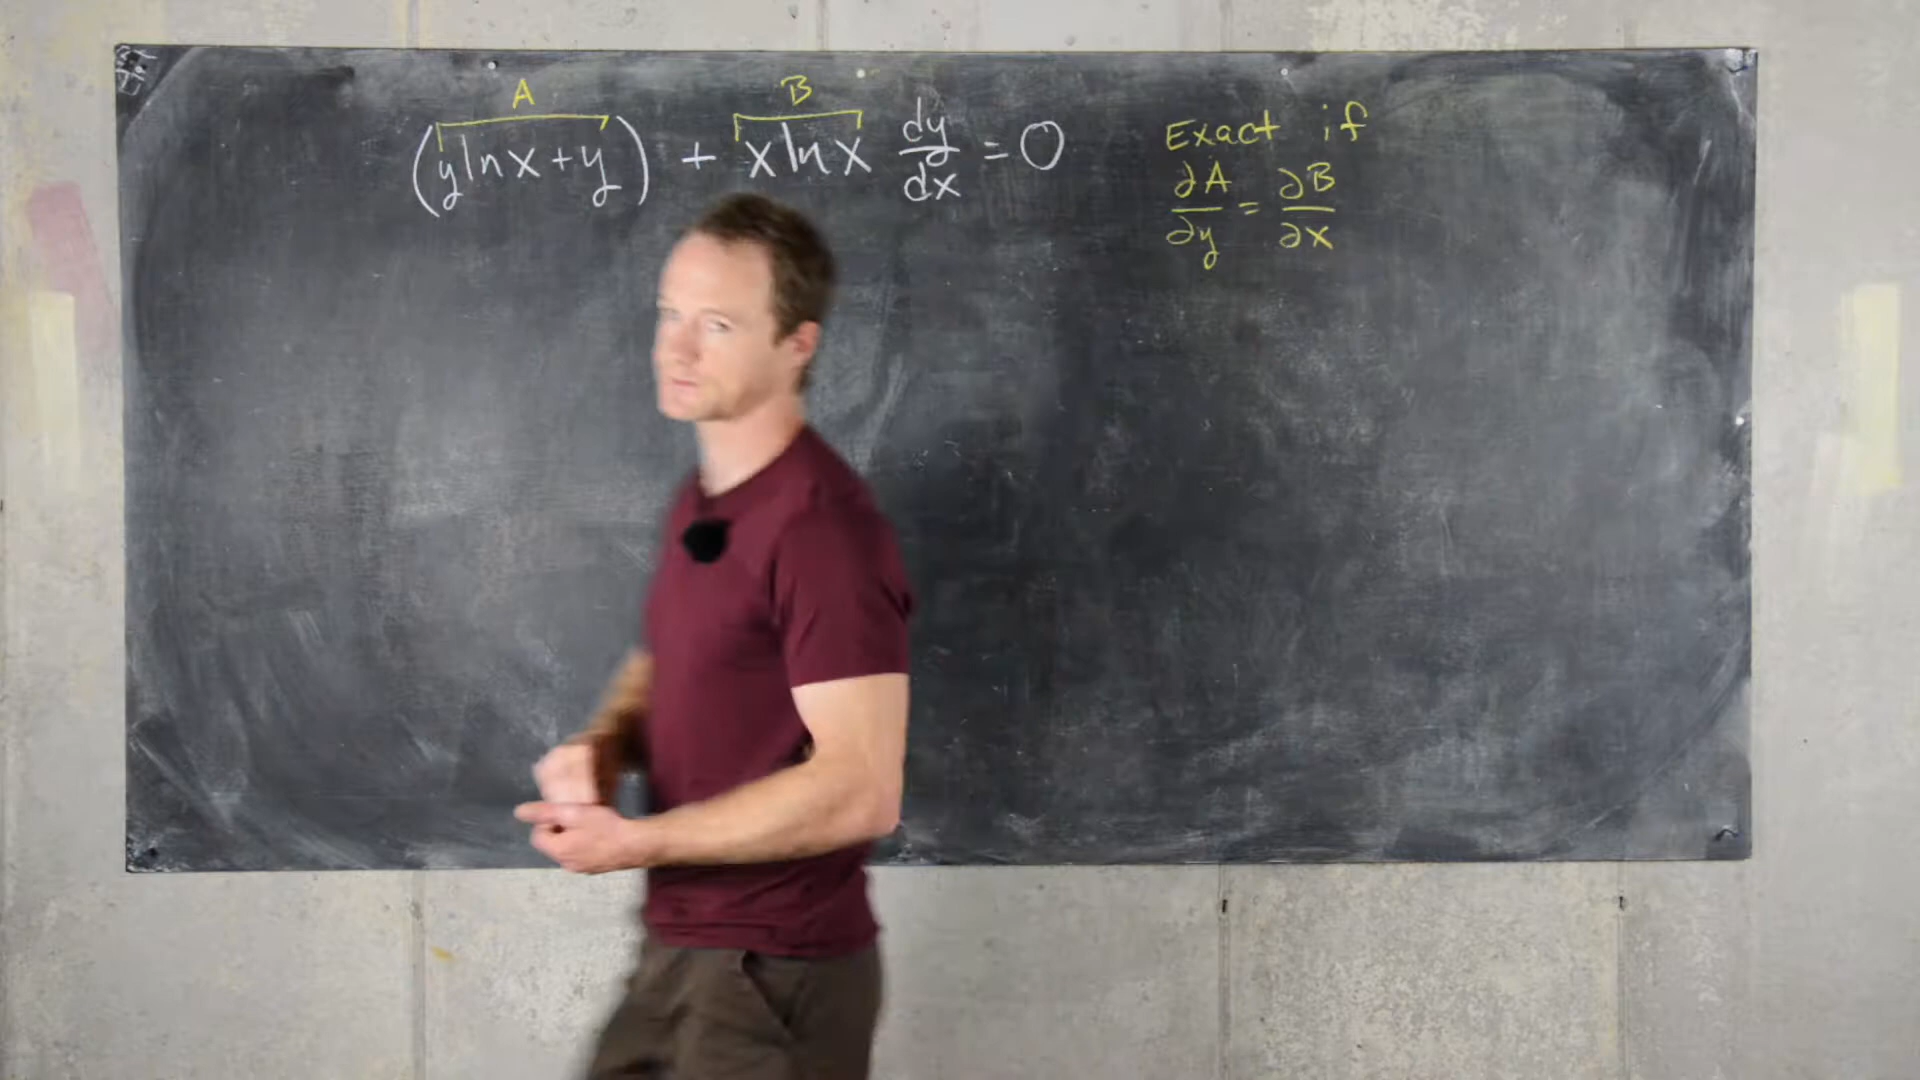 A B
(y ln x + y) + x ln x dy/dx = 0
Exact if
∂A/∂y = ∂B/∂x